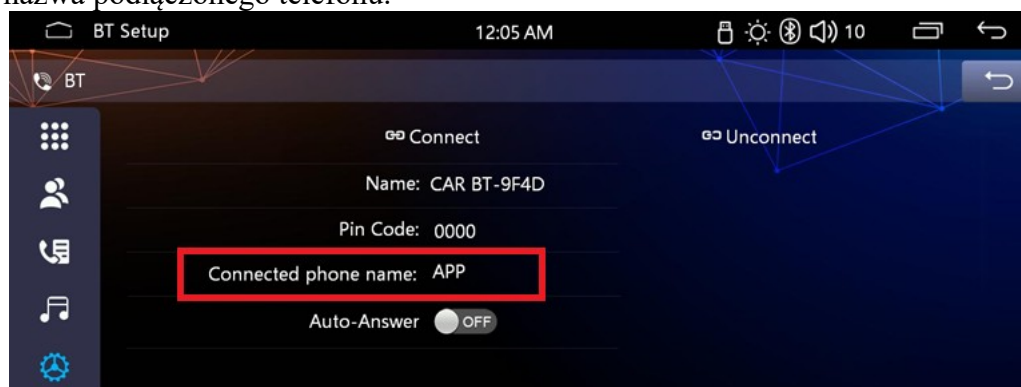 nazwa podłączonego telefonu.
BT Setup 12:05 AM 10
BT
Connect Unconnect
Name: CAR BT-9F4D
Pin Code: 0000
Connected phone name: APP
Auto-Answer OFF